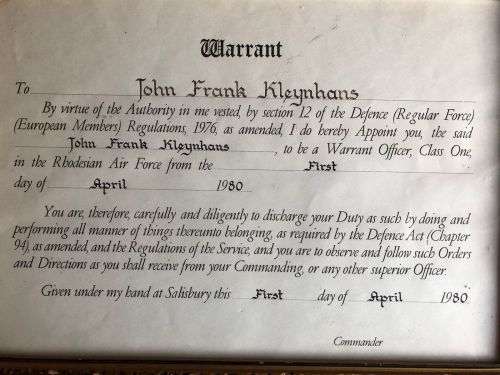 Warrant
To John Frank Kleynhans
By virtue of the Authority in me vested, by section 12 of the Defence (Regular Force)
(European Members) Regulations, 1976, as amended, I do hereby Appoint you, the said
John Frank Kleynhans, to be a Warrant Officer, Class One,
in the Rhodesian Air Force from the First
day of April 1980
You are, therefore, carefully and diligently to discharge your Duty as such by doing and
performing all manner of things thereunto belonging, as required by the Defence Act (Chapter
94), as amended, and the Regulations of the Service, and you are to observe and follow such Orders
and Directions as you shall receive from your Commanding, or any other superior Officer.
Given under my hand at Salisbury this First day of April 1980
Commander